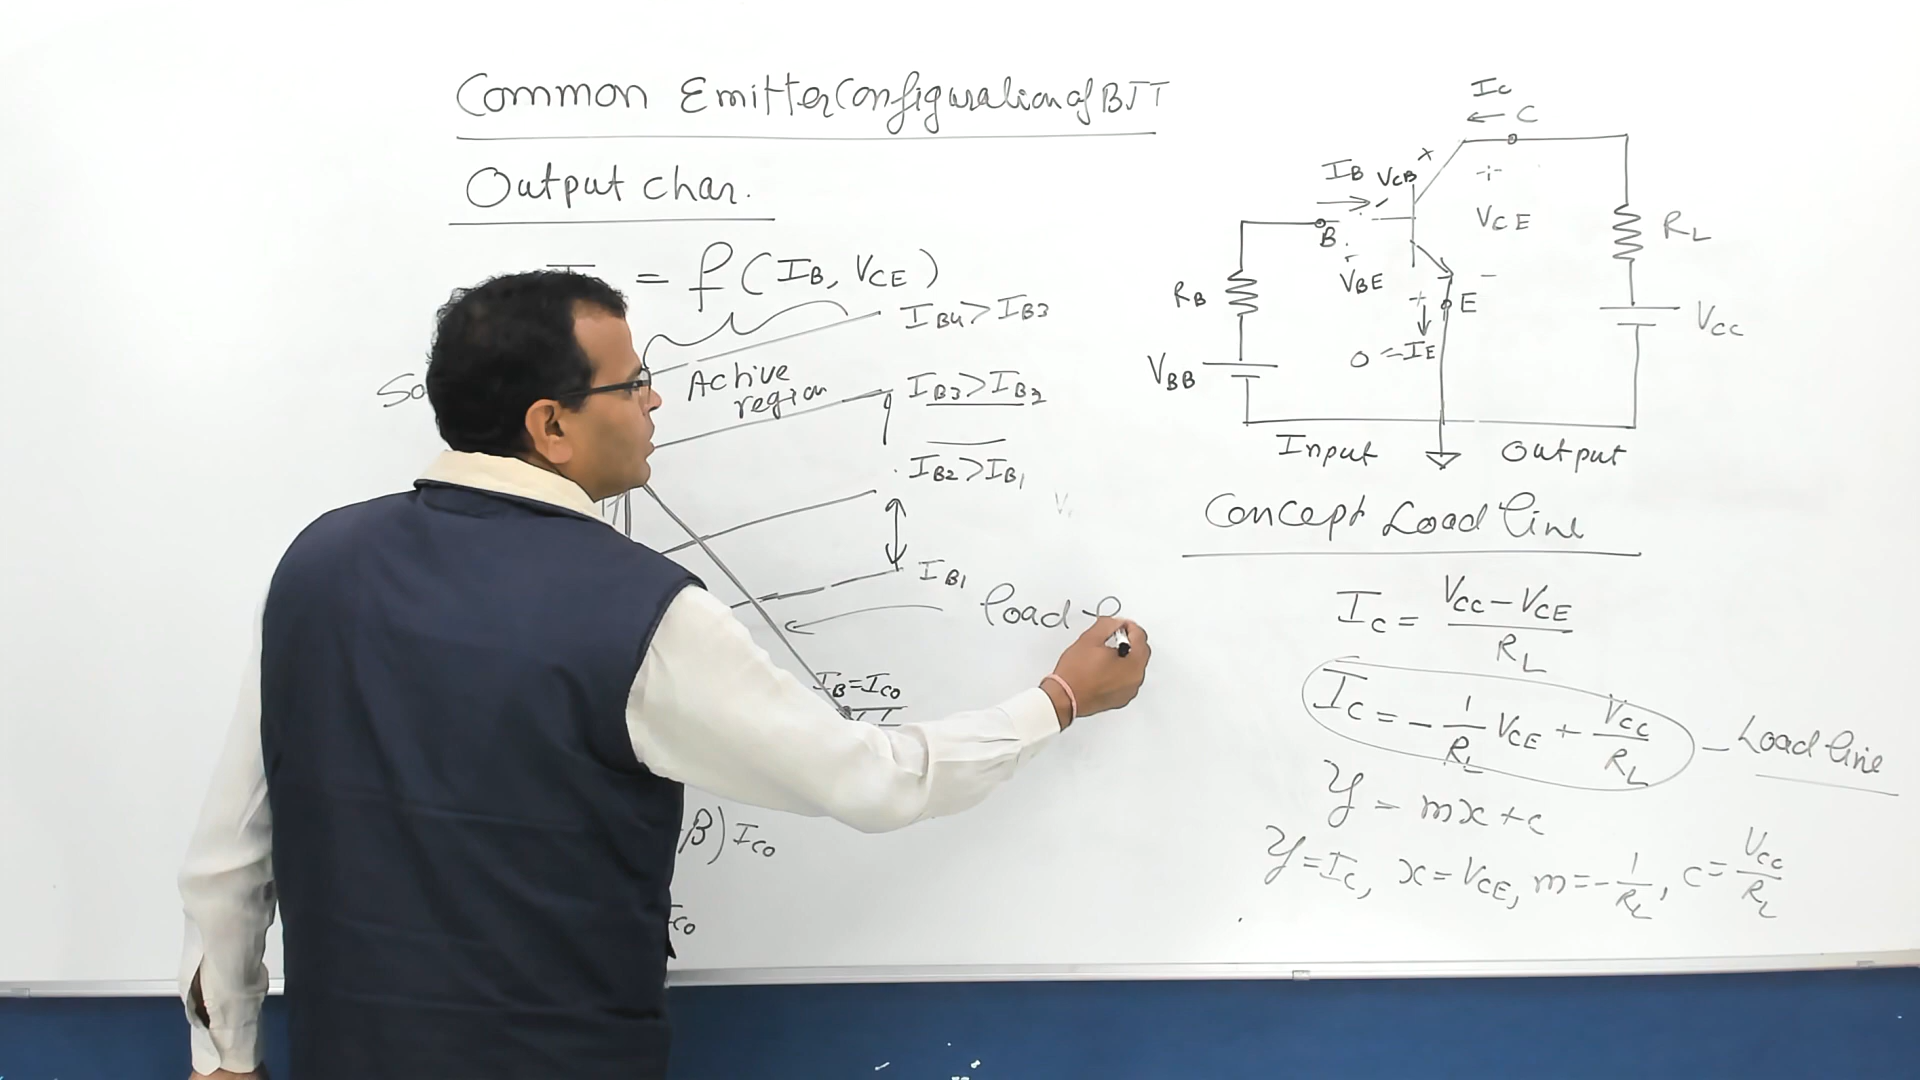 Common Emitter Configuration of BJT
Output char.
= f (IB, VCE)
IB4 > IB3
Active
region
IB3 > IB2
IB2 > IB1
IB1
load
IB = ICO
β) ICO
CO
IC
C
IB
VCB
+
VCE
B
VBE
-
+
E
RB
VBB
0 = IE
RL
VCC
Input
Output
Concept Load line
IC = VCC - VCE / RL
IC = - 1/RL VCE + VCC/RL - Load line
y = mx + c
y = IC, x = VCE, m = - 1/RL, c = VCC/RL